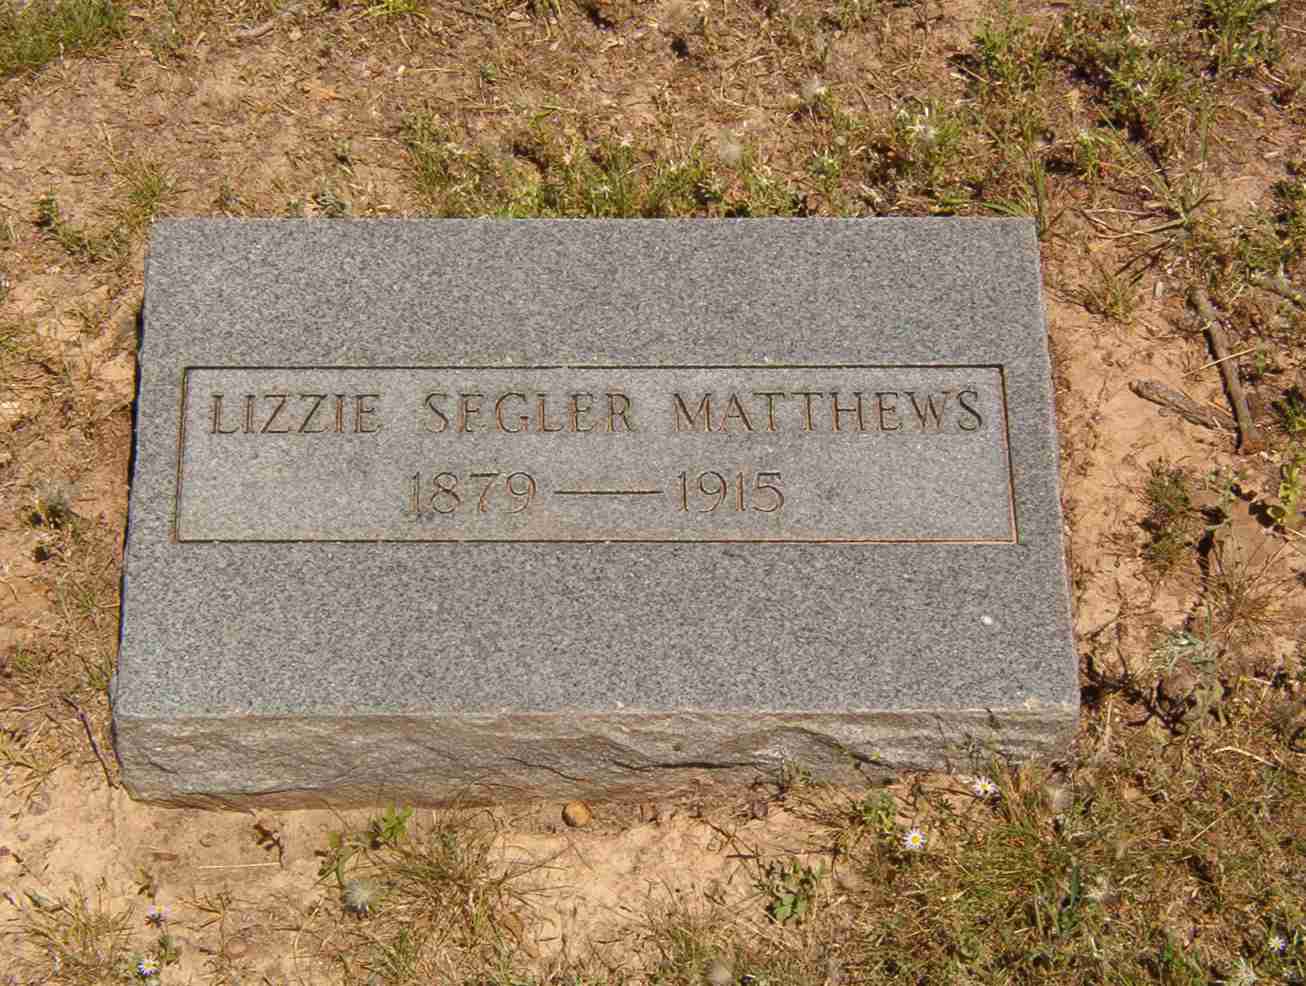 LIZZIE SEGLER MATTHEWS
1879 — 1915